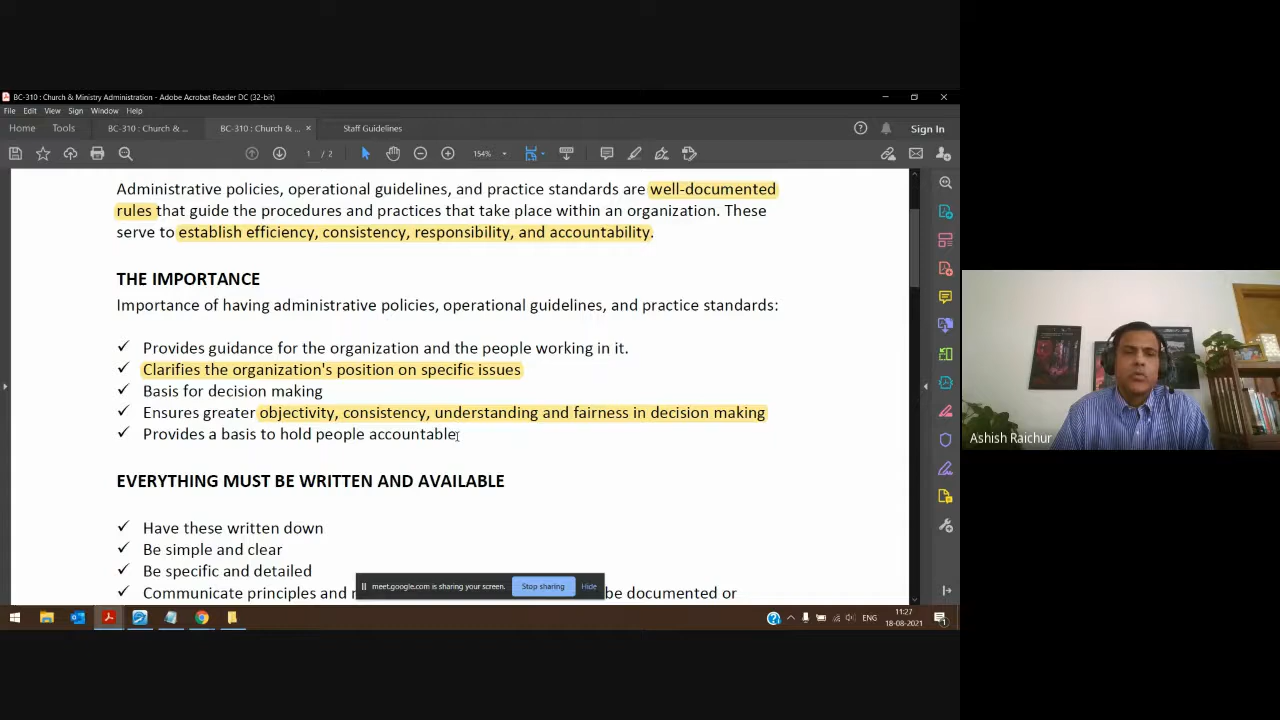 BC-310 : Church & Ministry Administration - Adobe Acrobat Reader DC (32-bit)
File Edit View Sign Window Help
Home Tools BC-310 : Church & ... BC-310 : Church & ... × Staff Guidelines Sign In
1 / 2 154%
Administrative policies, operational guidelines, and practice standards are well-documented
rules that guide the procedures and practices that take place within an organization. These
serve to establish efficiency, consistency, responsibility, and accountability.
THE IMPORTANCE
Importance of having administrative policies, operational guidelines, and practice standards:
✓ Provides guidance for the organization and the people working in it.
✓ Clarifies the organization's position on specific issues
✓ Basis for decision making
✓ Ensures greater objectivity, consistency, understanding and fairness in decision making
✓ Provides a basis to hold people accountable
EVERYTHING MUST BE WRITTEN AND AVAILABLE
✓ Have these written down
✓ Be simple and clear
✓ Be specific and detailed
✓ Communicate principles and be documented or
meet.google.com is sharing your screen. Stop sharing Hide
ENG 11:27
18-08-2021
Ashish Raichur